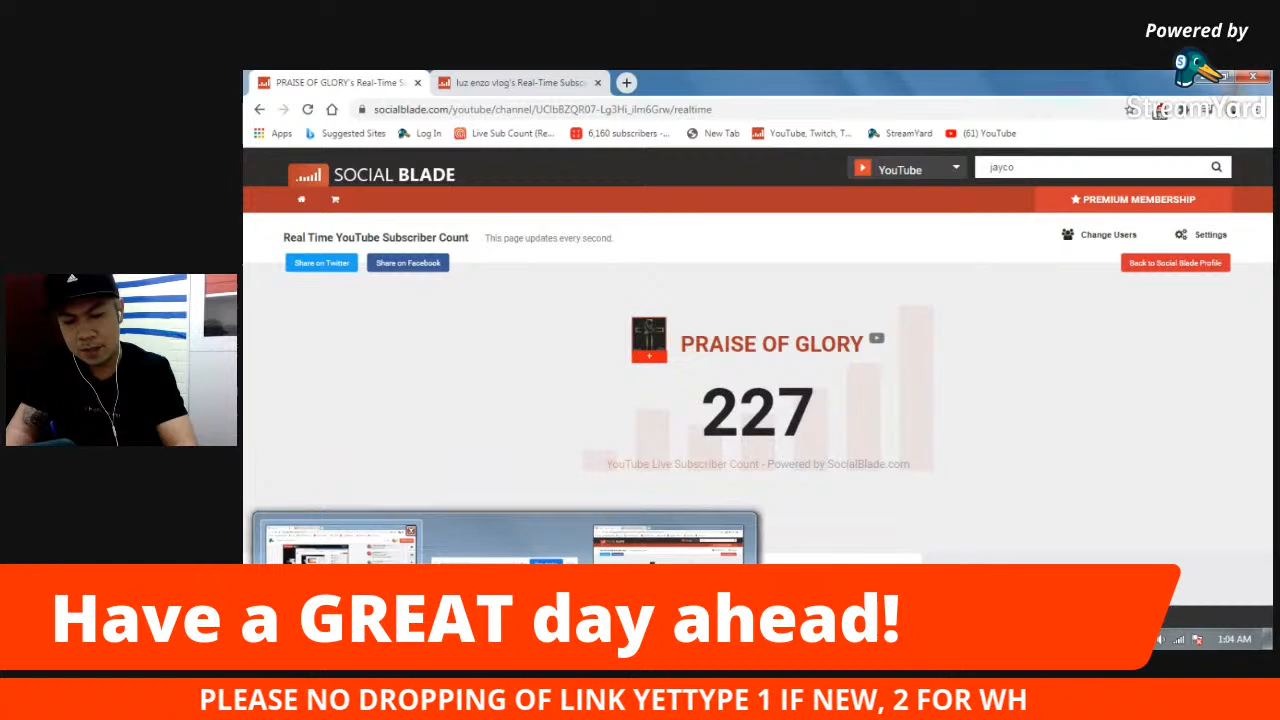 Powered by
StreamYard
PRAISE OF GLORY's Real-Time S
luz enzo vlog's Real-Time Subsc
socialblade.com/youtube/channel/UClbBZQR07-Lg3Hi_ilm6Grw/realtime
Apps
Suggested Sites
Log In
Live Sub Count (Re...
6,160 subscribers -...
New Tab
YouTube, Twitch, T...
StreamYard
(61) YouTube
SOCIAL BLADE
YouTube
jayco
PREMIUM MEMBERSHIP
Real Time YouTube Subscriber Count
This page updates every second.
Change Users
Settings
Share on Twitter
Share on Facebook
Back to Social Blade Profile
PRAISE OF GLORY
227
YouTube Live Subscriber Count - Powered by SocialBlade.com
Have a GREAT day ahead!
1:04 AM
PLEASE NO DROPPING OF LINK YETTYPE 1 IF NEW, 2 FOR WH